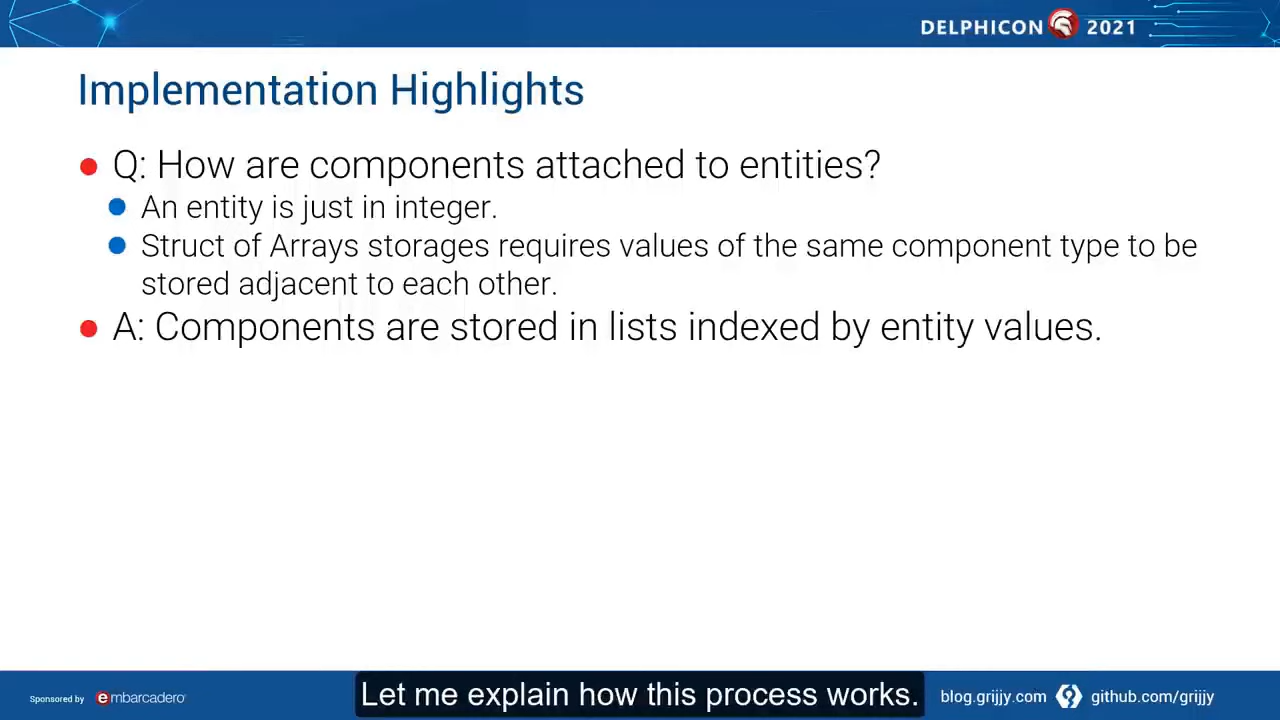 DELPHICON 2021
Implementation Highlights
Q: How are components attached to entities?
An entity is just in integer.
Struct of Arrays storages requires values of the same component type to be
stored adjacent to each other.
A: Components are stored in lists indexed by entity values.
Sponsored by embarcadero
Let me explain how this process works.
blog.grijjy.com github.com/grijjy